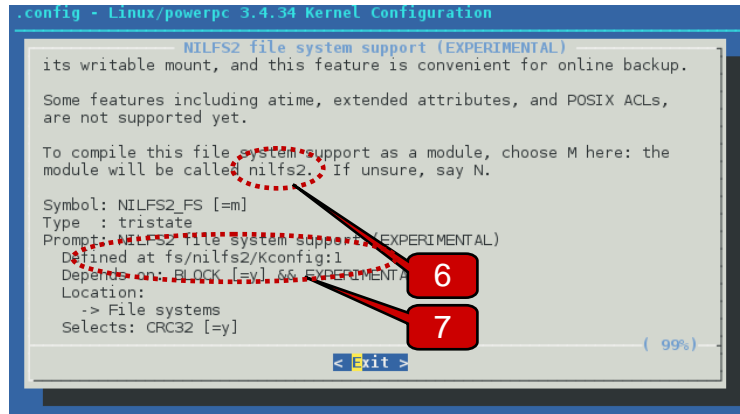 .config - Linux/powerpc 3.4.34 Kernel Configuration
NILFS2 file system support (EXPERIMENTAL)
its writable mount, and this feature is convenient for online backup.
Some features including atime, extended attributes, and POSIX ACLs,
are not supported yet.
To compile this file system support as a module, choose M here: the
module will be called nilfs2. If unsure, say N.
Symbol: NILFS2_FS [=m]
Type : tristate
Prompt: NILFS2 file system support (EXPERIMENTAL)
Defined at fs/nilfs2/Kconfig:1
Depends on: BLOCK [=y] && EXPERIMENTA
6
Location:
-> File systems
7
Selects: CRC32 [=y]
( 99%)
< Exit >